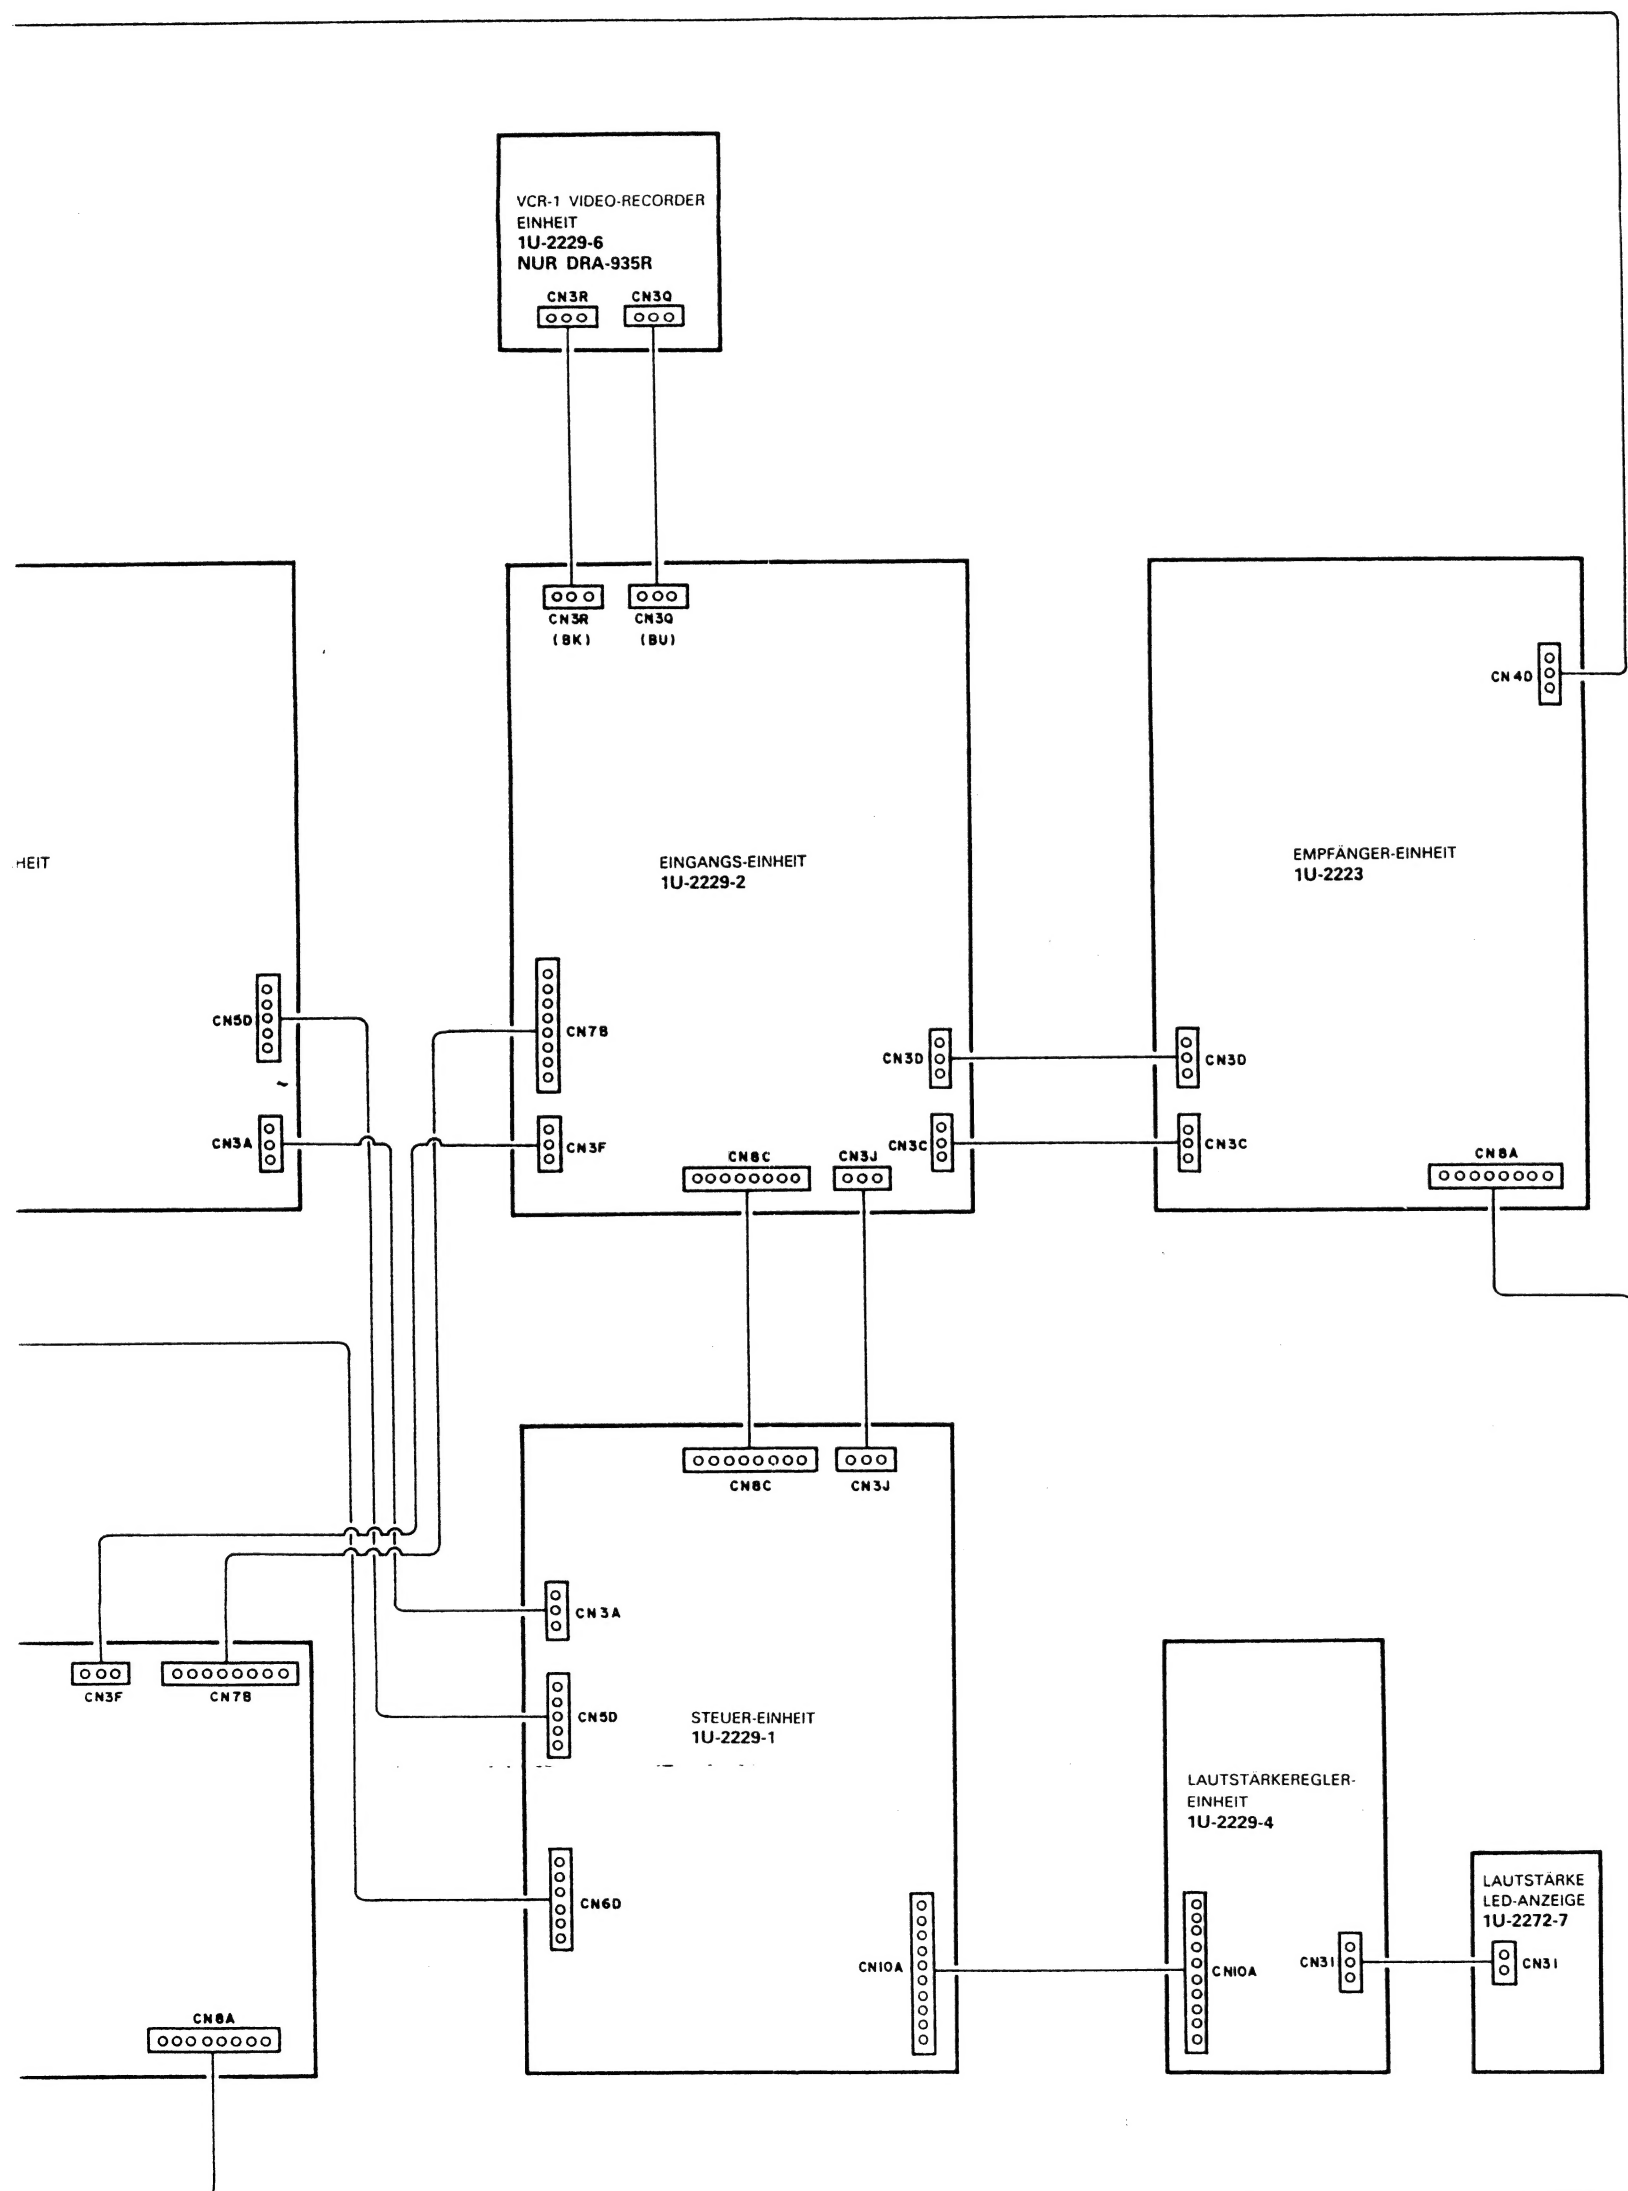 VCR-1 VIDEO-RECORDER
EINHEIT
1U-2229-6
NUR DRA-935R
CN3R
CN3Q
CN3R
(BK)
CN3Q
(BU)
CN4D
HEIT
EINGANGS-EINHEIT
1U-2229-2
EMPFÄNGER-EINHEIT
1U-2223
CN5D
CN7B
CN3D
CN3D
CN3A
CN3F
CN3C
CN3C
CN8C
CN3J
CN8A
CN8C
CN3J
CN3A
CN3F
CN7B
CN5D
STEUER-EINHEIT
1U-2229-1
LAUTSTÄRKEREGLER-
EINHEIT
1U-2229-4
LAUTSTÄRKE
LED-ANZEIGE
1U-2272-7
CN6D
CN10A
CN10A
CN31
CN31
CN8A